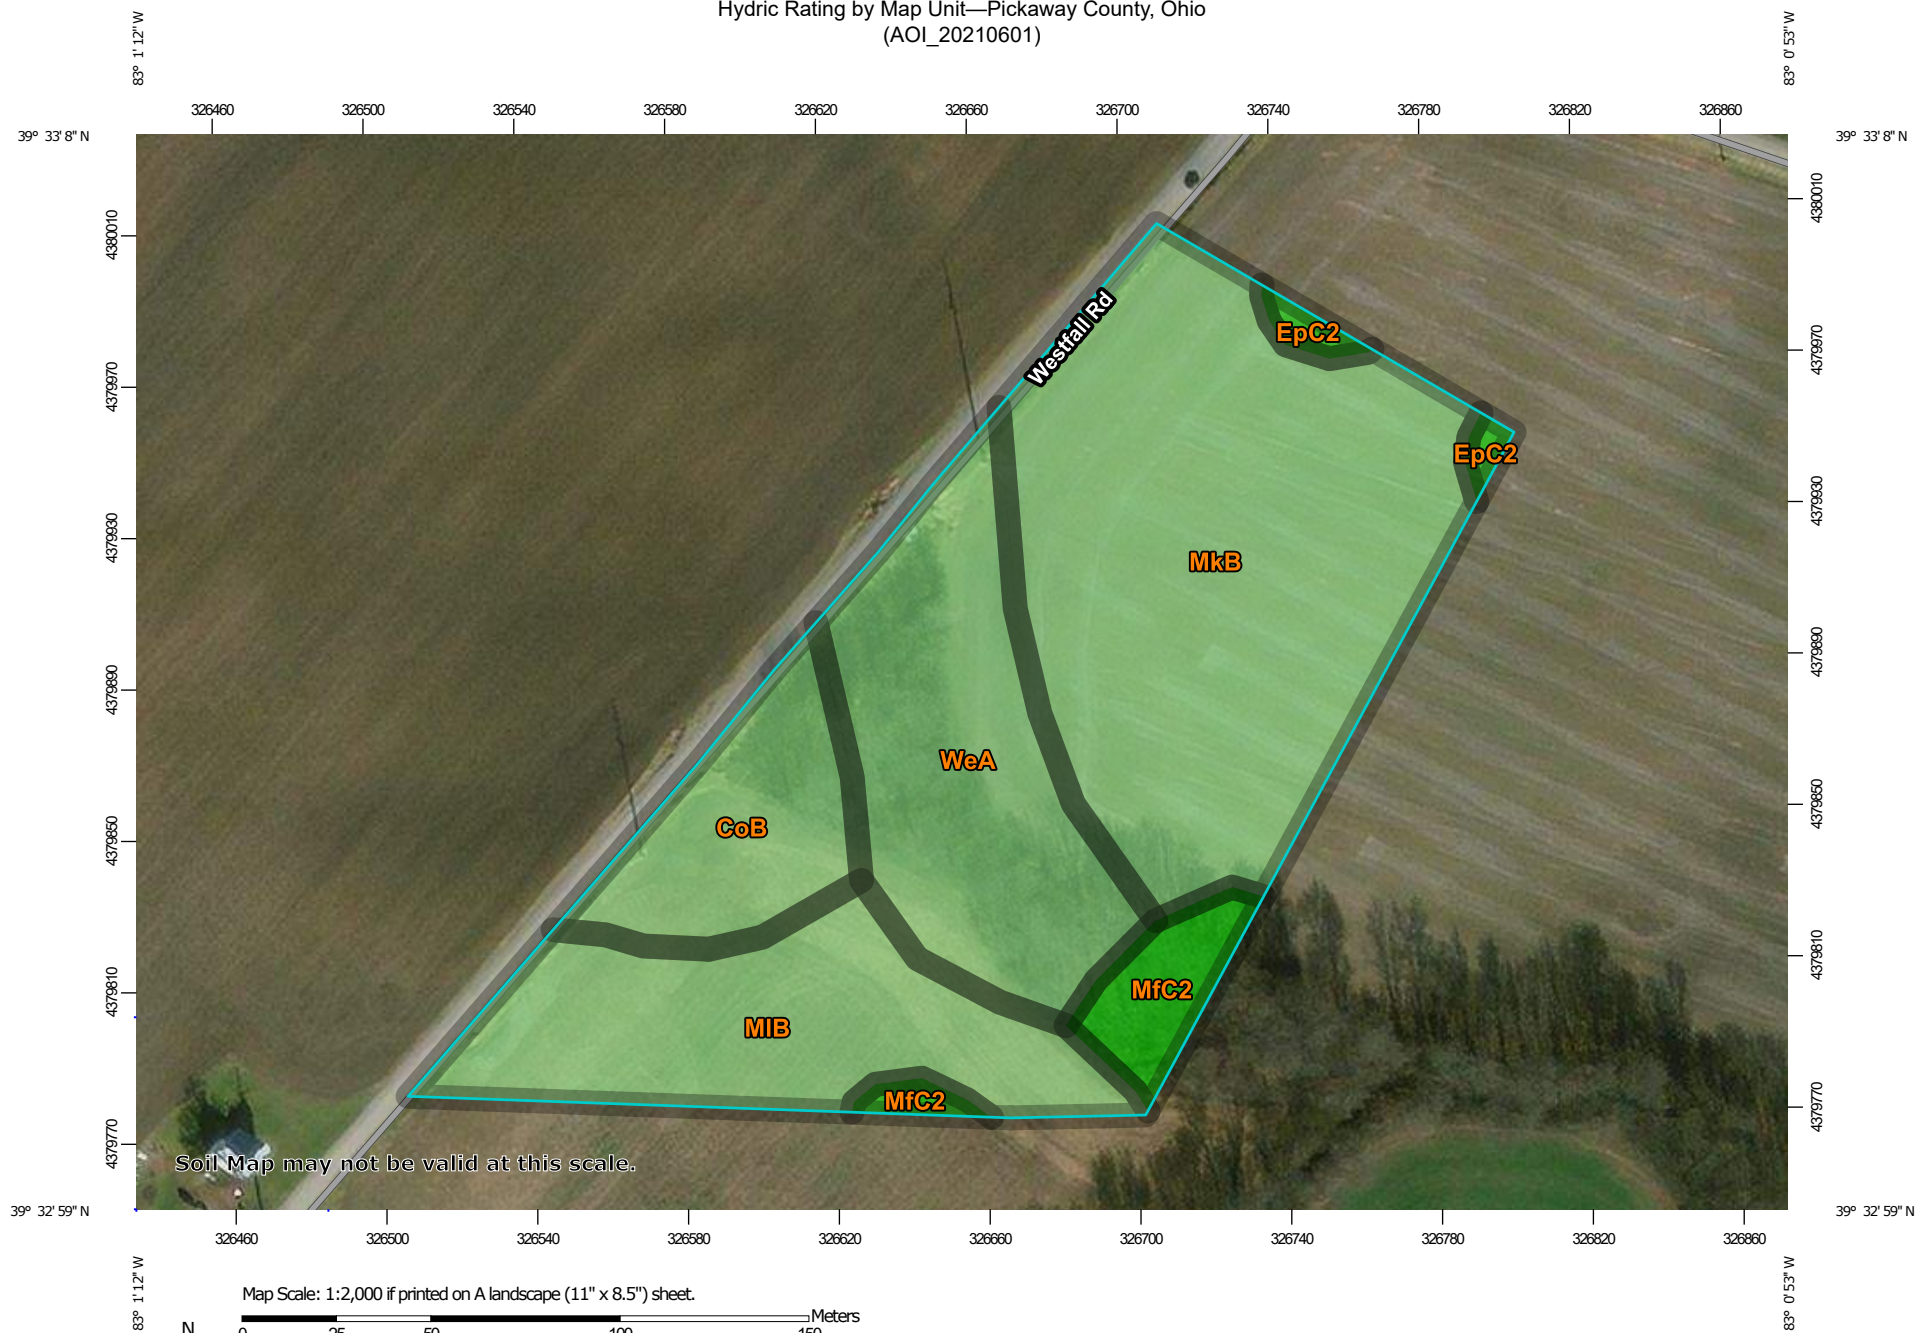 Hydric Rating by Map Unit—Pickaway County, Ohio
(AOI_20210601)
83° 1' 12" W
83° 0' 53" W
326460 326500 326540 326580 326620 326660 326700 326740 326780 326820 326860
39° 33' 8" N
39° 33' 8" N
4380010
4379970
4379930
4379890
4379850
4379810
4379770
4380010
4379970
4379930
4379890
4379850
4379810
4379770
Westfall Rd
EpC2
EpC2
MkB
WeA
CoB
MfC2
MlB
MfC2
Soil Map may not be valid at this scale.
39° 32' 59" N
39° 32' 59" N
326460 326500 326540 326580 326620 326660 326700 326740 326780 326820 326860
83° 1' 12" W
83° 0' 53" W
Map Scale: 1:2,000 if printed on A landscape (11" x 8.5") sheet.
Meters
N
0 25 50 100 150